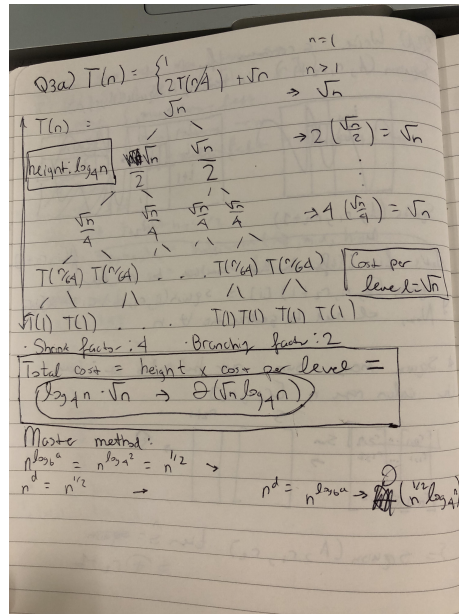 n=1
Q3a) T(n) = { 1
2T(n/4) + √n n>1
√n → √n
T(n) =
height: log₄n √n/2 √n/2 → 2(√n/2) = √n
√n/4 √n/4 √n/4 √n/4 → 4(√n/4) = √n
T(n/64) T(n/64) . . . T(n/64) T(n/64) Cost per
level = √n
T(1) T(1) T(1) T(1) T(1) T(1)
· Shrink factor: 4 · Branching factor: 2
Total cost = height x cost per level =
log₄n · √n → Θ(√n log₄n)
Master method:
n^log_b a = n^log₄2 = n^1/2 →
n^d = n^1/2 → n^d = n^log_b a → Θ(n^1/2 log₄n)